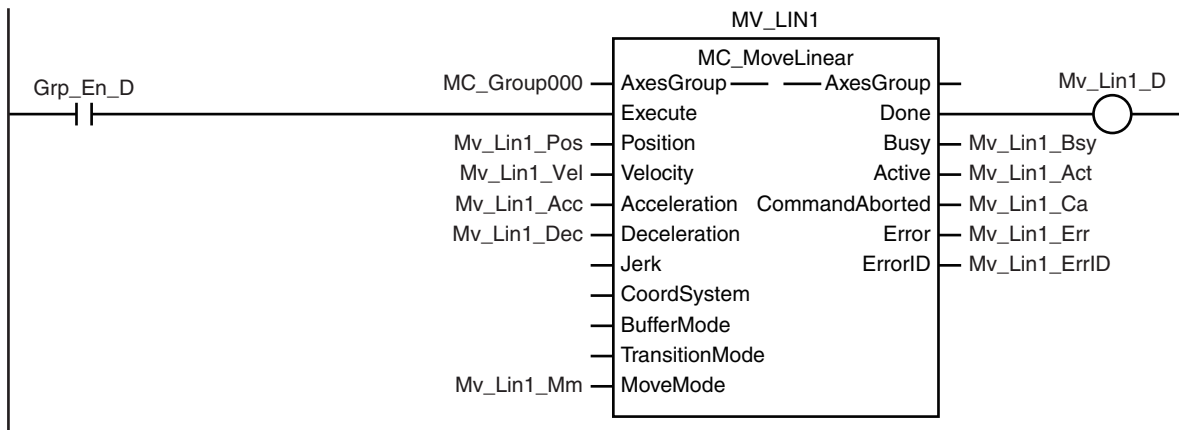 MV_LIN1
MC_MoveLinear
MC_Group000 AxesGroup AxesGroup
Grp_En_D Mv_Lin1_D
Execute Done
Mv_Lin1_Pos Position Busy Mv_Lin1_Bsy
Mv_Lin1_Vel Velocity Active Mv_Lin1_Act
Mv_Lin1_Acc Acceleration CommandAborted Mv_Lin1_Ca
Mv_Lin1_Dec Deceleration Error Mv_Lin1_Err
Jerk ErrorID Mv_Lin1_ErrID
CoordSystem
BufferMode
TransitionMode
Mv_Lin1_Mm MoveMode